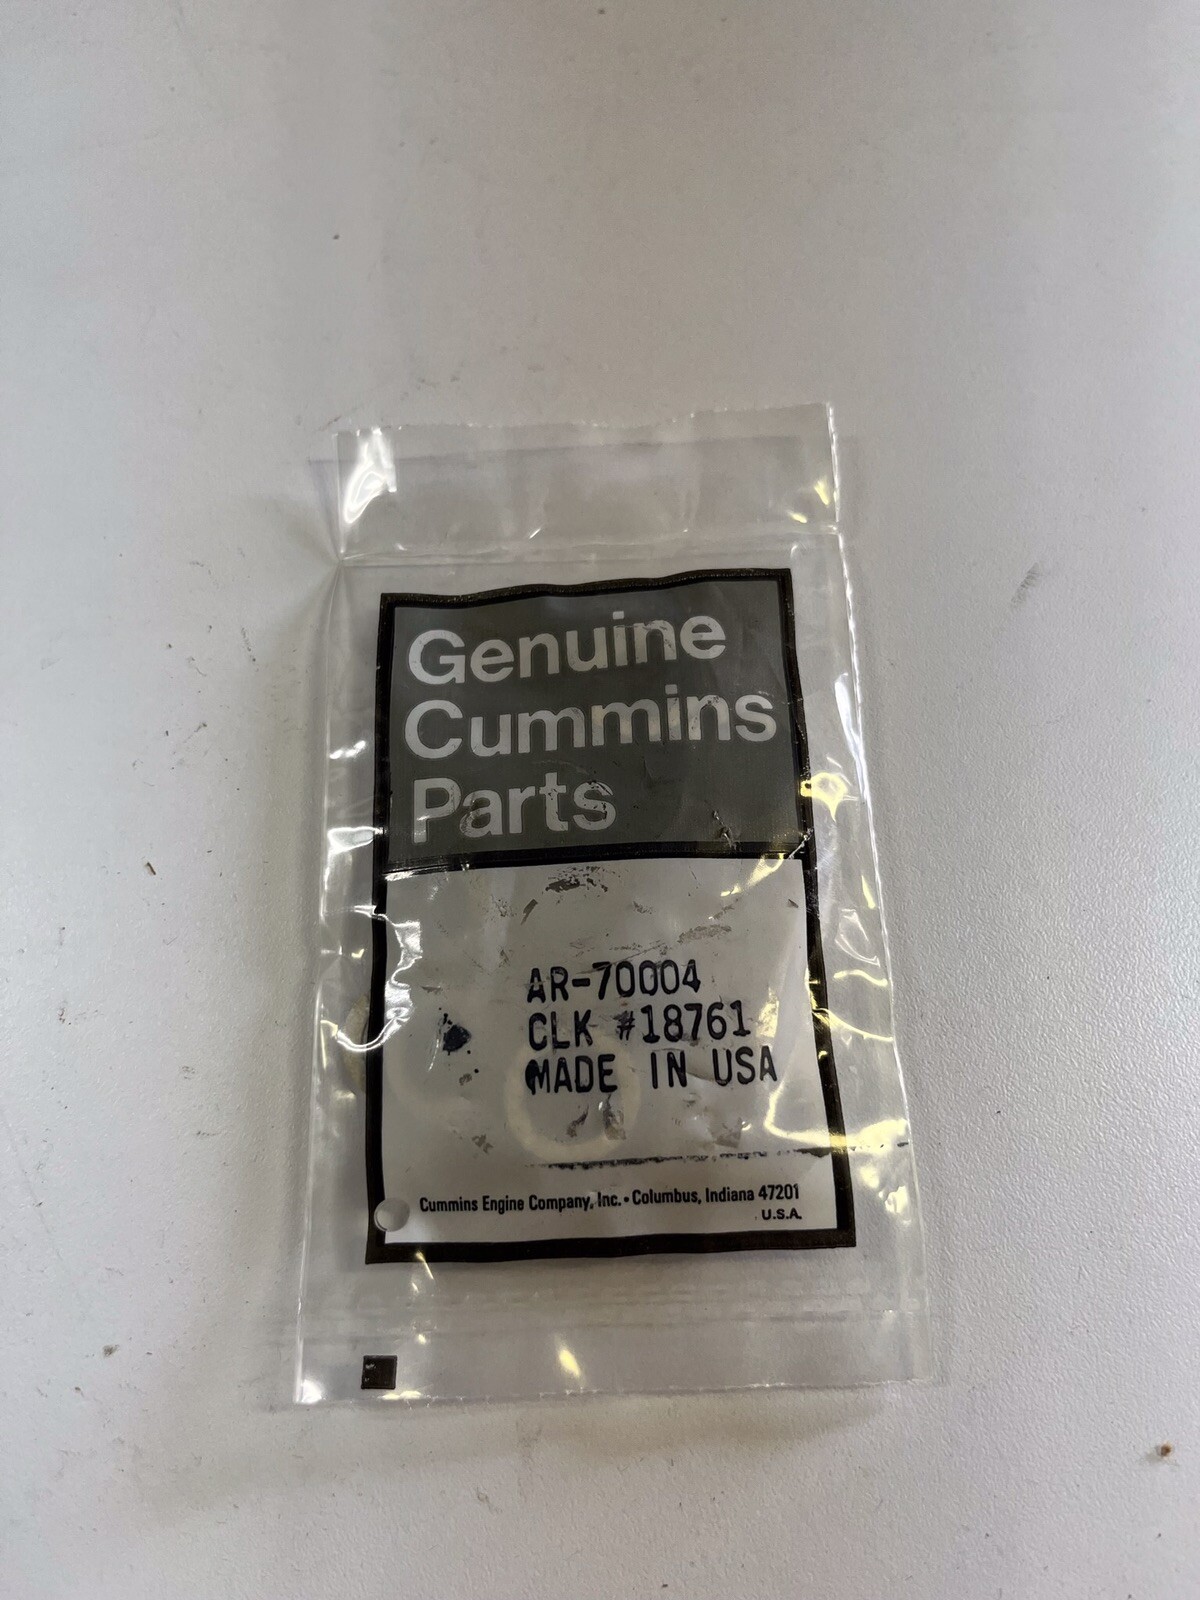 Genuine
Cummins
Parts
AR-70004
CLK #18761
MADE IN USA
Cummins Engine Company, Inc. • Columbus, Indiana 47201
U.S.A.